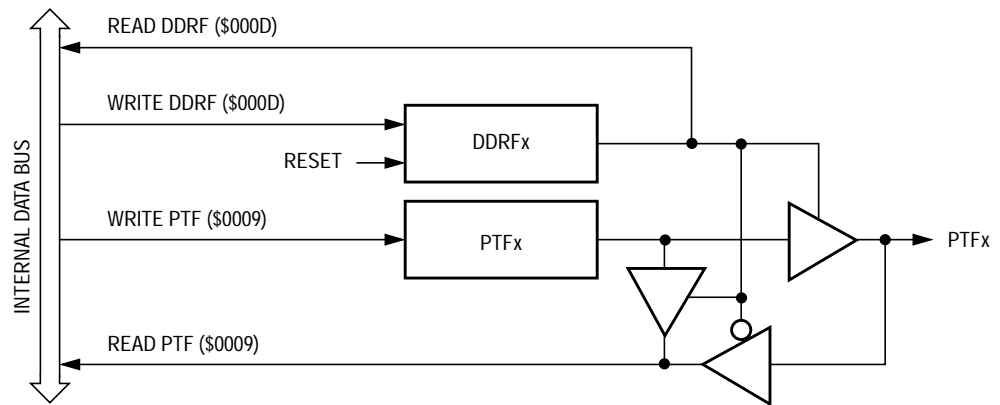 READ DDRF ($000D)
WRITE DDRF ($000D)
DDRFx
RESET
WRITE PTF ($0009)
PTFx
PTFx
READ PTF ($0009)
INTERNAL DATA BUS